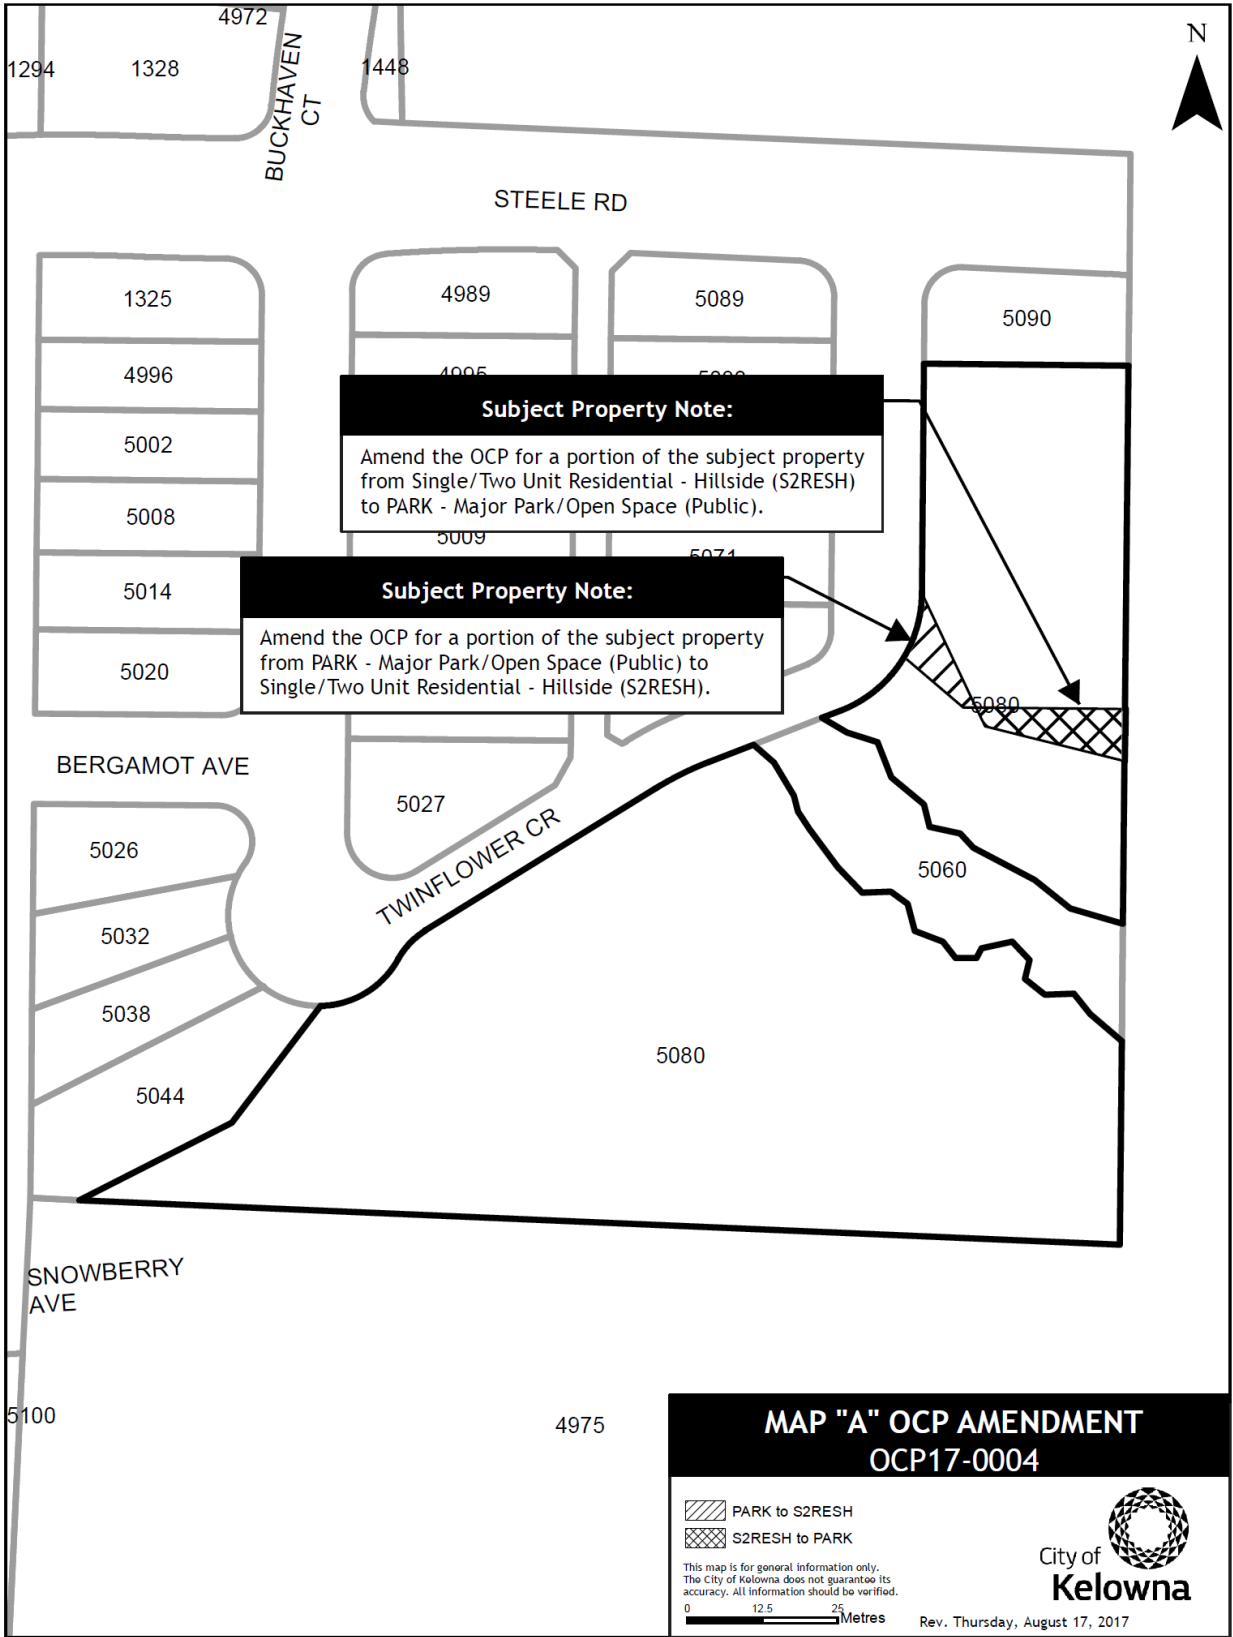 4972
N
1294
1328
BUCKHAVEN
CT
1448
STEELE RD
1325
4989
5089
5090
4996
4995
Subject Property Note:
Amend the OCP for a portion of the subject property
from Single/Two Unit Residential - Hillside (S2RESH)
to PARK - Major Park/Open Space (Public).
5002
5008
5009
5071
5014
Subject Property Note:
Amend the OCP for a portion of the subject property
from PARK - Major Park/Open Space (Public) to
Single/Two Unit Residential - Hillside (S2RESH).
5020
5080
BERGAMOT AVE
5027
TWINFLOWER CR
5026
5060
5032
5038
5080
5044
SNOWBERRY
AVE
5100
4975
MAP "A" OCP AMENDMENT
OCP17-0004
PARK to S2RESH
S2RESH to PARK
This map is for general information only.
The City of Kelowna does not guarantee its
accuracy. All information should be verified.
0 12.5 25
Metres
City of
Kelowna
Rev. Thursday, August 17, 2017